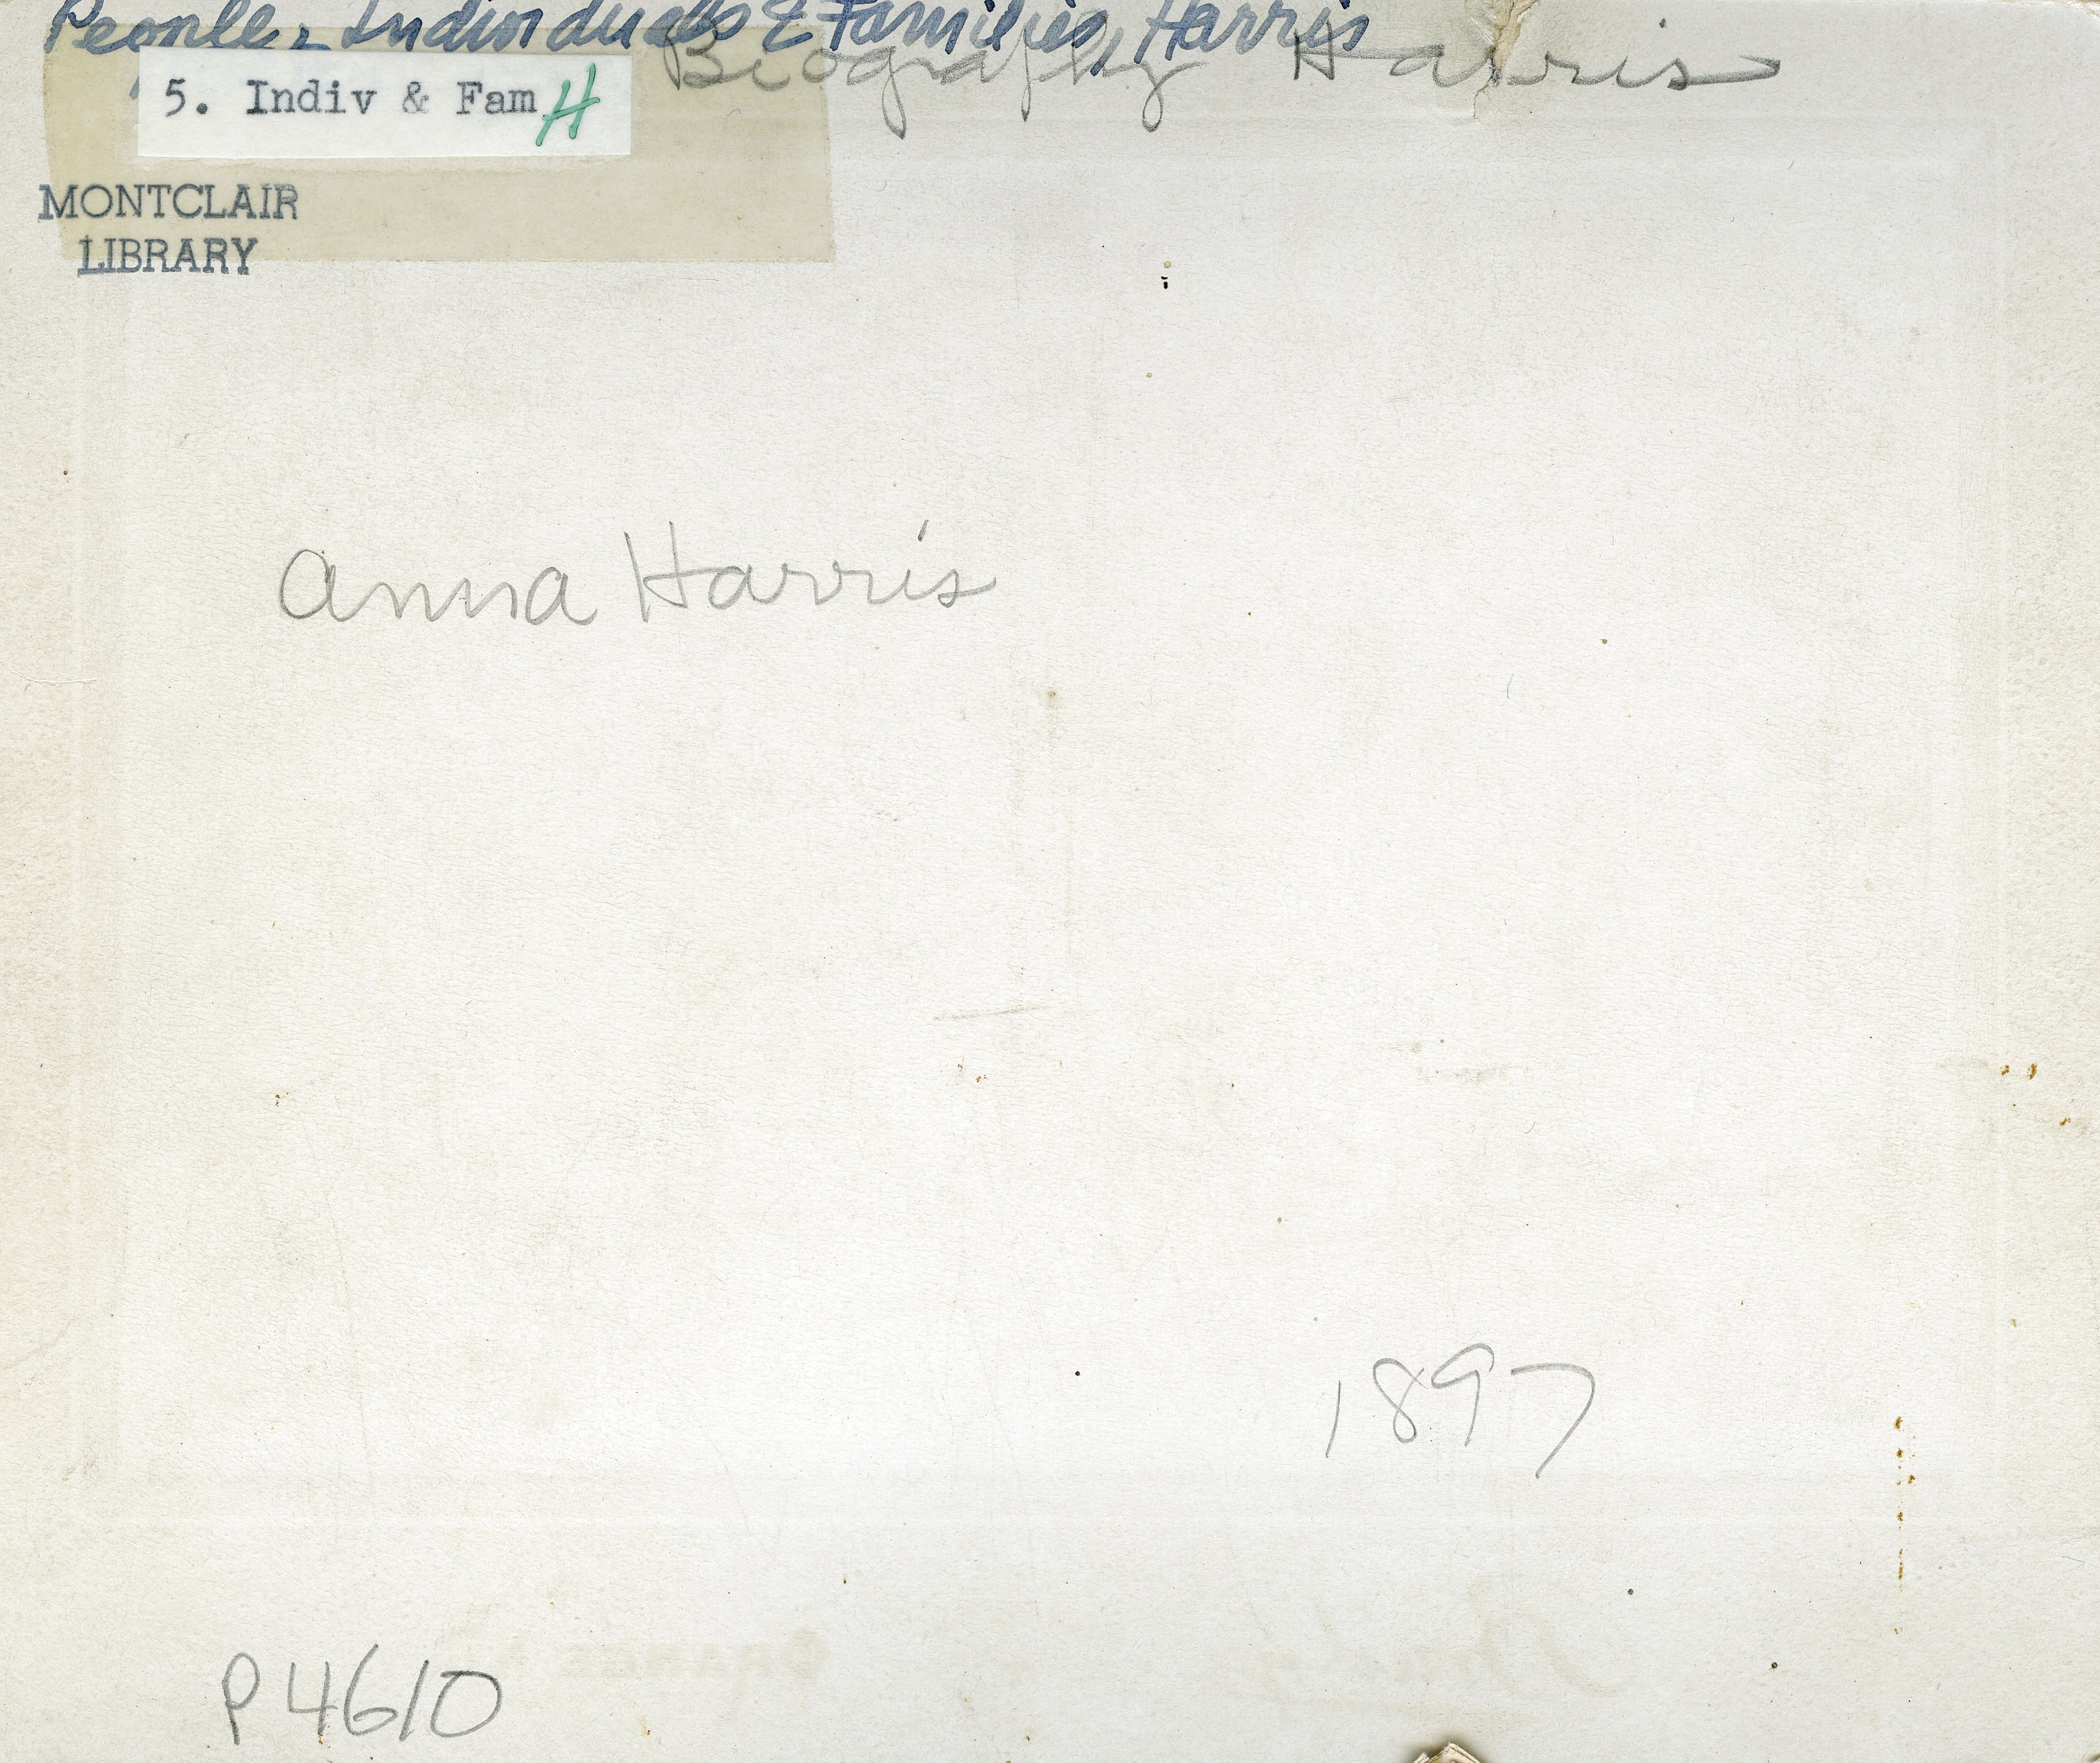 People, Individuals & Families, Harris
Biography Harris
5. Indiv & Fam H
MONTCLAIR
LIBRARY
Anna Harris
1897
P4610